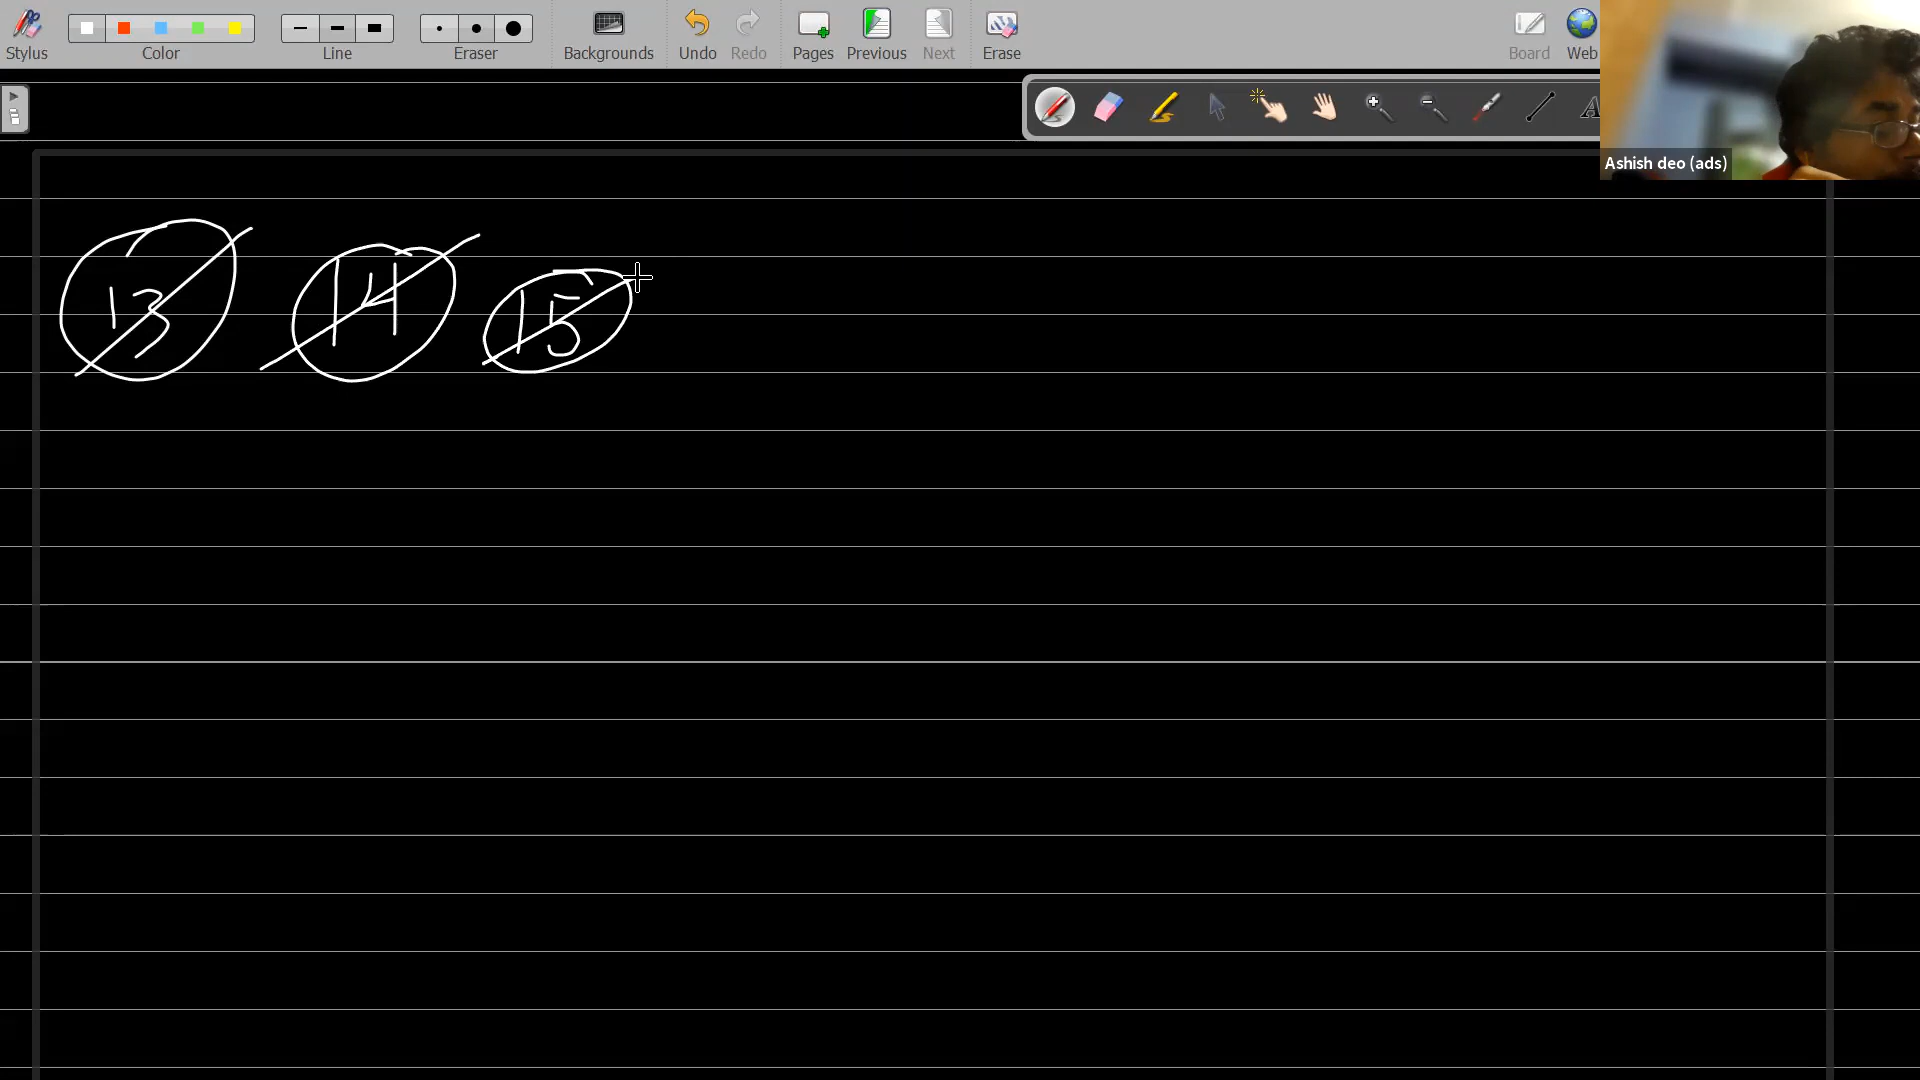 Stylus Color Line Eraser Backgrounds Undo Redo Pages Previous Next Erase Board Web
A
Ashish deo (ads)
13 14 15